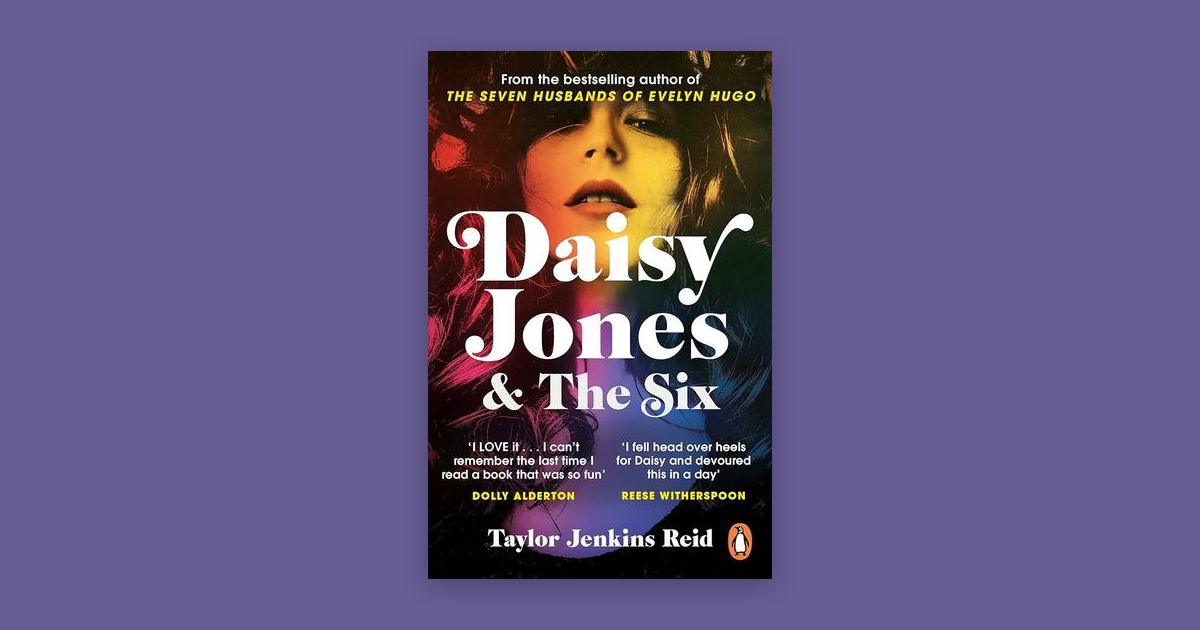 From the bestselling author of
THE SEVEN HUSBANDS OF EVELYN HUGO
Daisy
Jones
& The Six
‘I LOVE it . . . I can’t
remember the last time I
read a book that was so fun’
DOLLY ALDERTON
‘I fell head over heels
for Daisy and devoured
this in a day’
REESE WITHERSPOON
Taylor Jenkins Reid